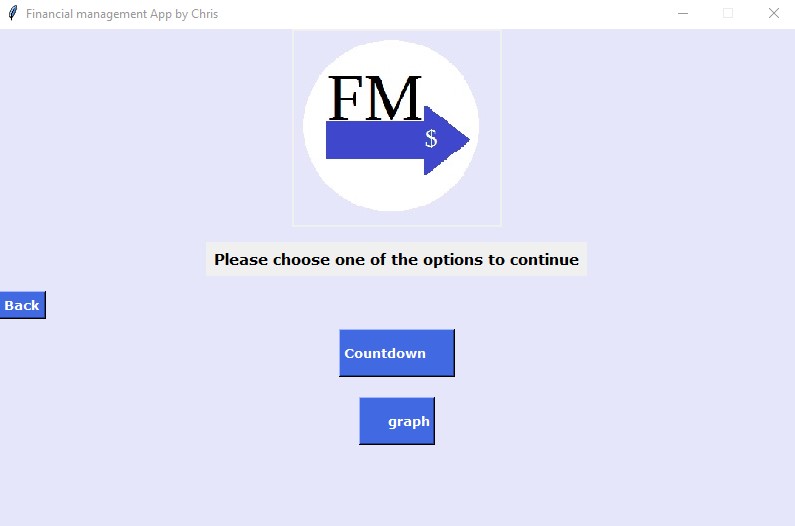 Financial management App by Chris
FM
$
Please choose one of the options to continue
Back
Countdown
graph